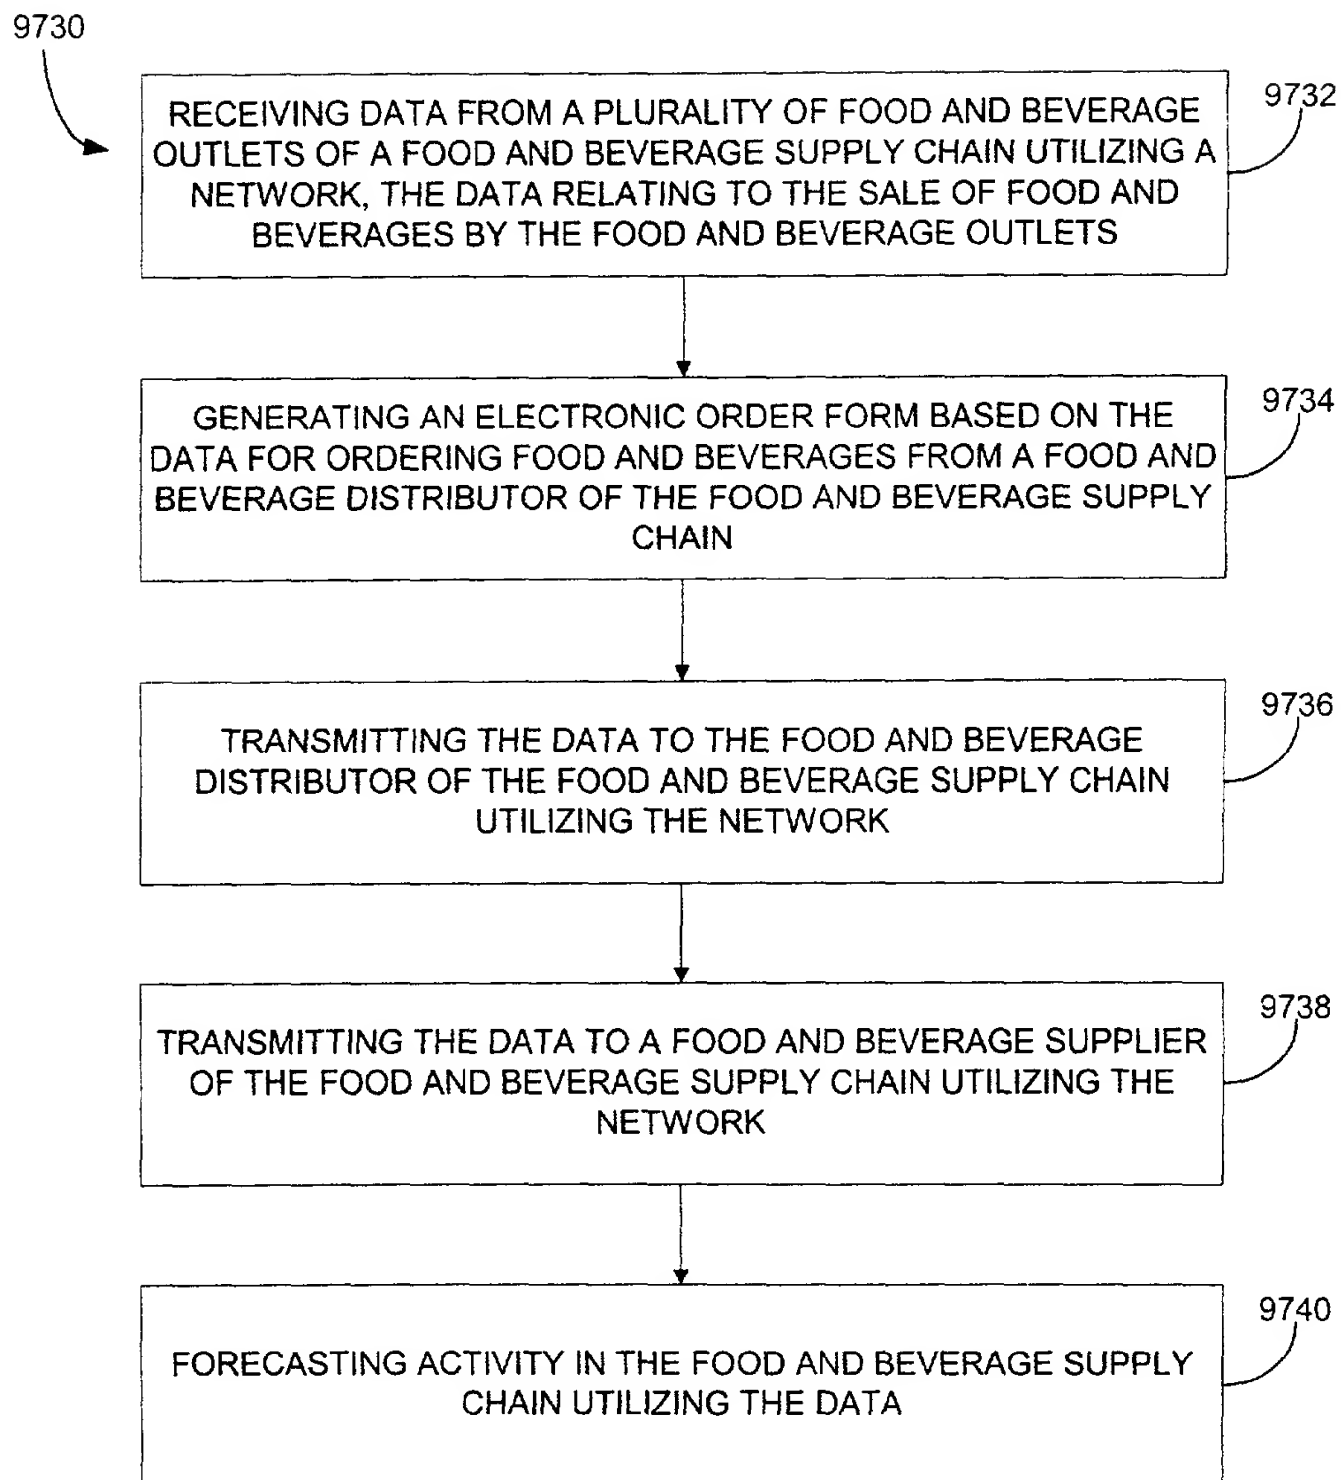 9730
RECEIVING DATA FROM A PLURALITY OF FOOD AND BEVERAGE
OUTLETS OF A FOOD AND BEVERAGE SUPPLY CHAIN UTILIZING A
NETWORK, THE DATA RELATING TO THE SALE OF FOOD AND
BEVERAGES BY THE FOOD AND BEVERAGE OUTLETS
9732
GENERATING AN ELECTRONIC ORDER FORM BASED ON THE
DATA FOR ORDERING FOOD AND BEVERAGES FROM A FOOD AND
BEVERAGE DISTRIBUTOR OF THE FOOD AND BEVERAGE SUPPLY
CHAIN
9734
TRANSMITTING THE DATA TO THE FOOD AND BEVERAGE
DISTRIBUTOR OF THE FOOD AND BEVERAGE SUPPLY CHAIN
UTILIZING THE NETWORK
9736
TRANSMITTING THE DATA TO A FOOD AND BEVERAGE SUPPLIER
OF THE FOOD AND BEVERAGE SUPPLY CHAIN UTILIZING THE
NETWORK
9738
FORECASTING ACTIVITY IN THE FOOD AND BEVERAGE SUPPLY
CHAIN UTILIZING THE DATA
9740